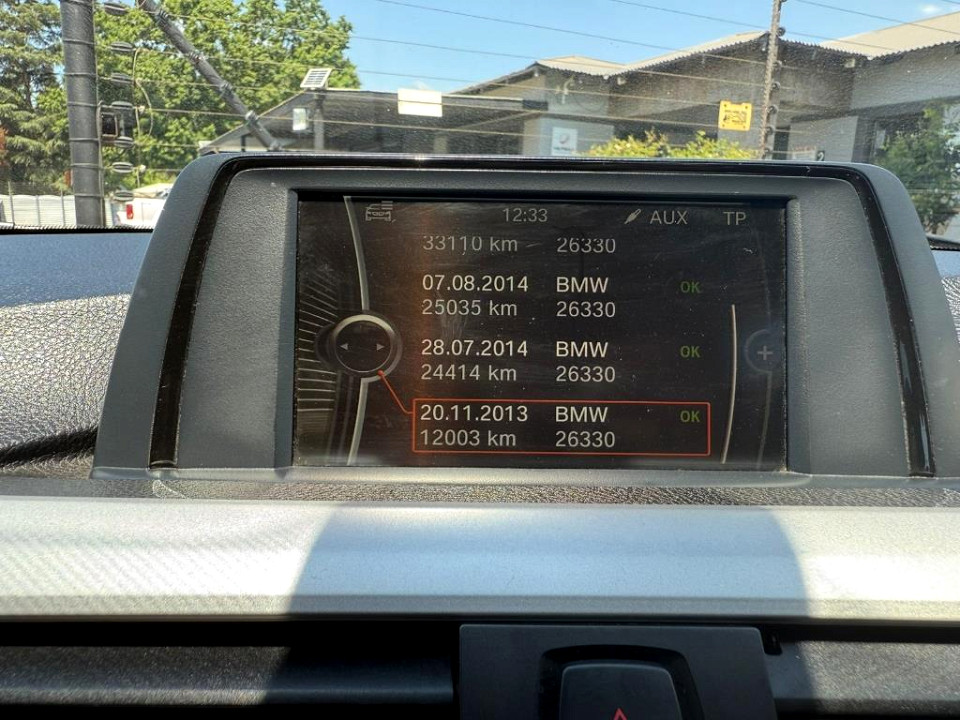 12:33 AUX TP
33110 km 26330
07.08.2014 BMW OK
25035 km 26330
28.07.2014 BMW OK
24414 km 26330
20.11.2013 BMW OK
12003 km 26330